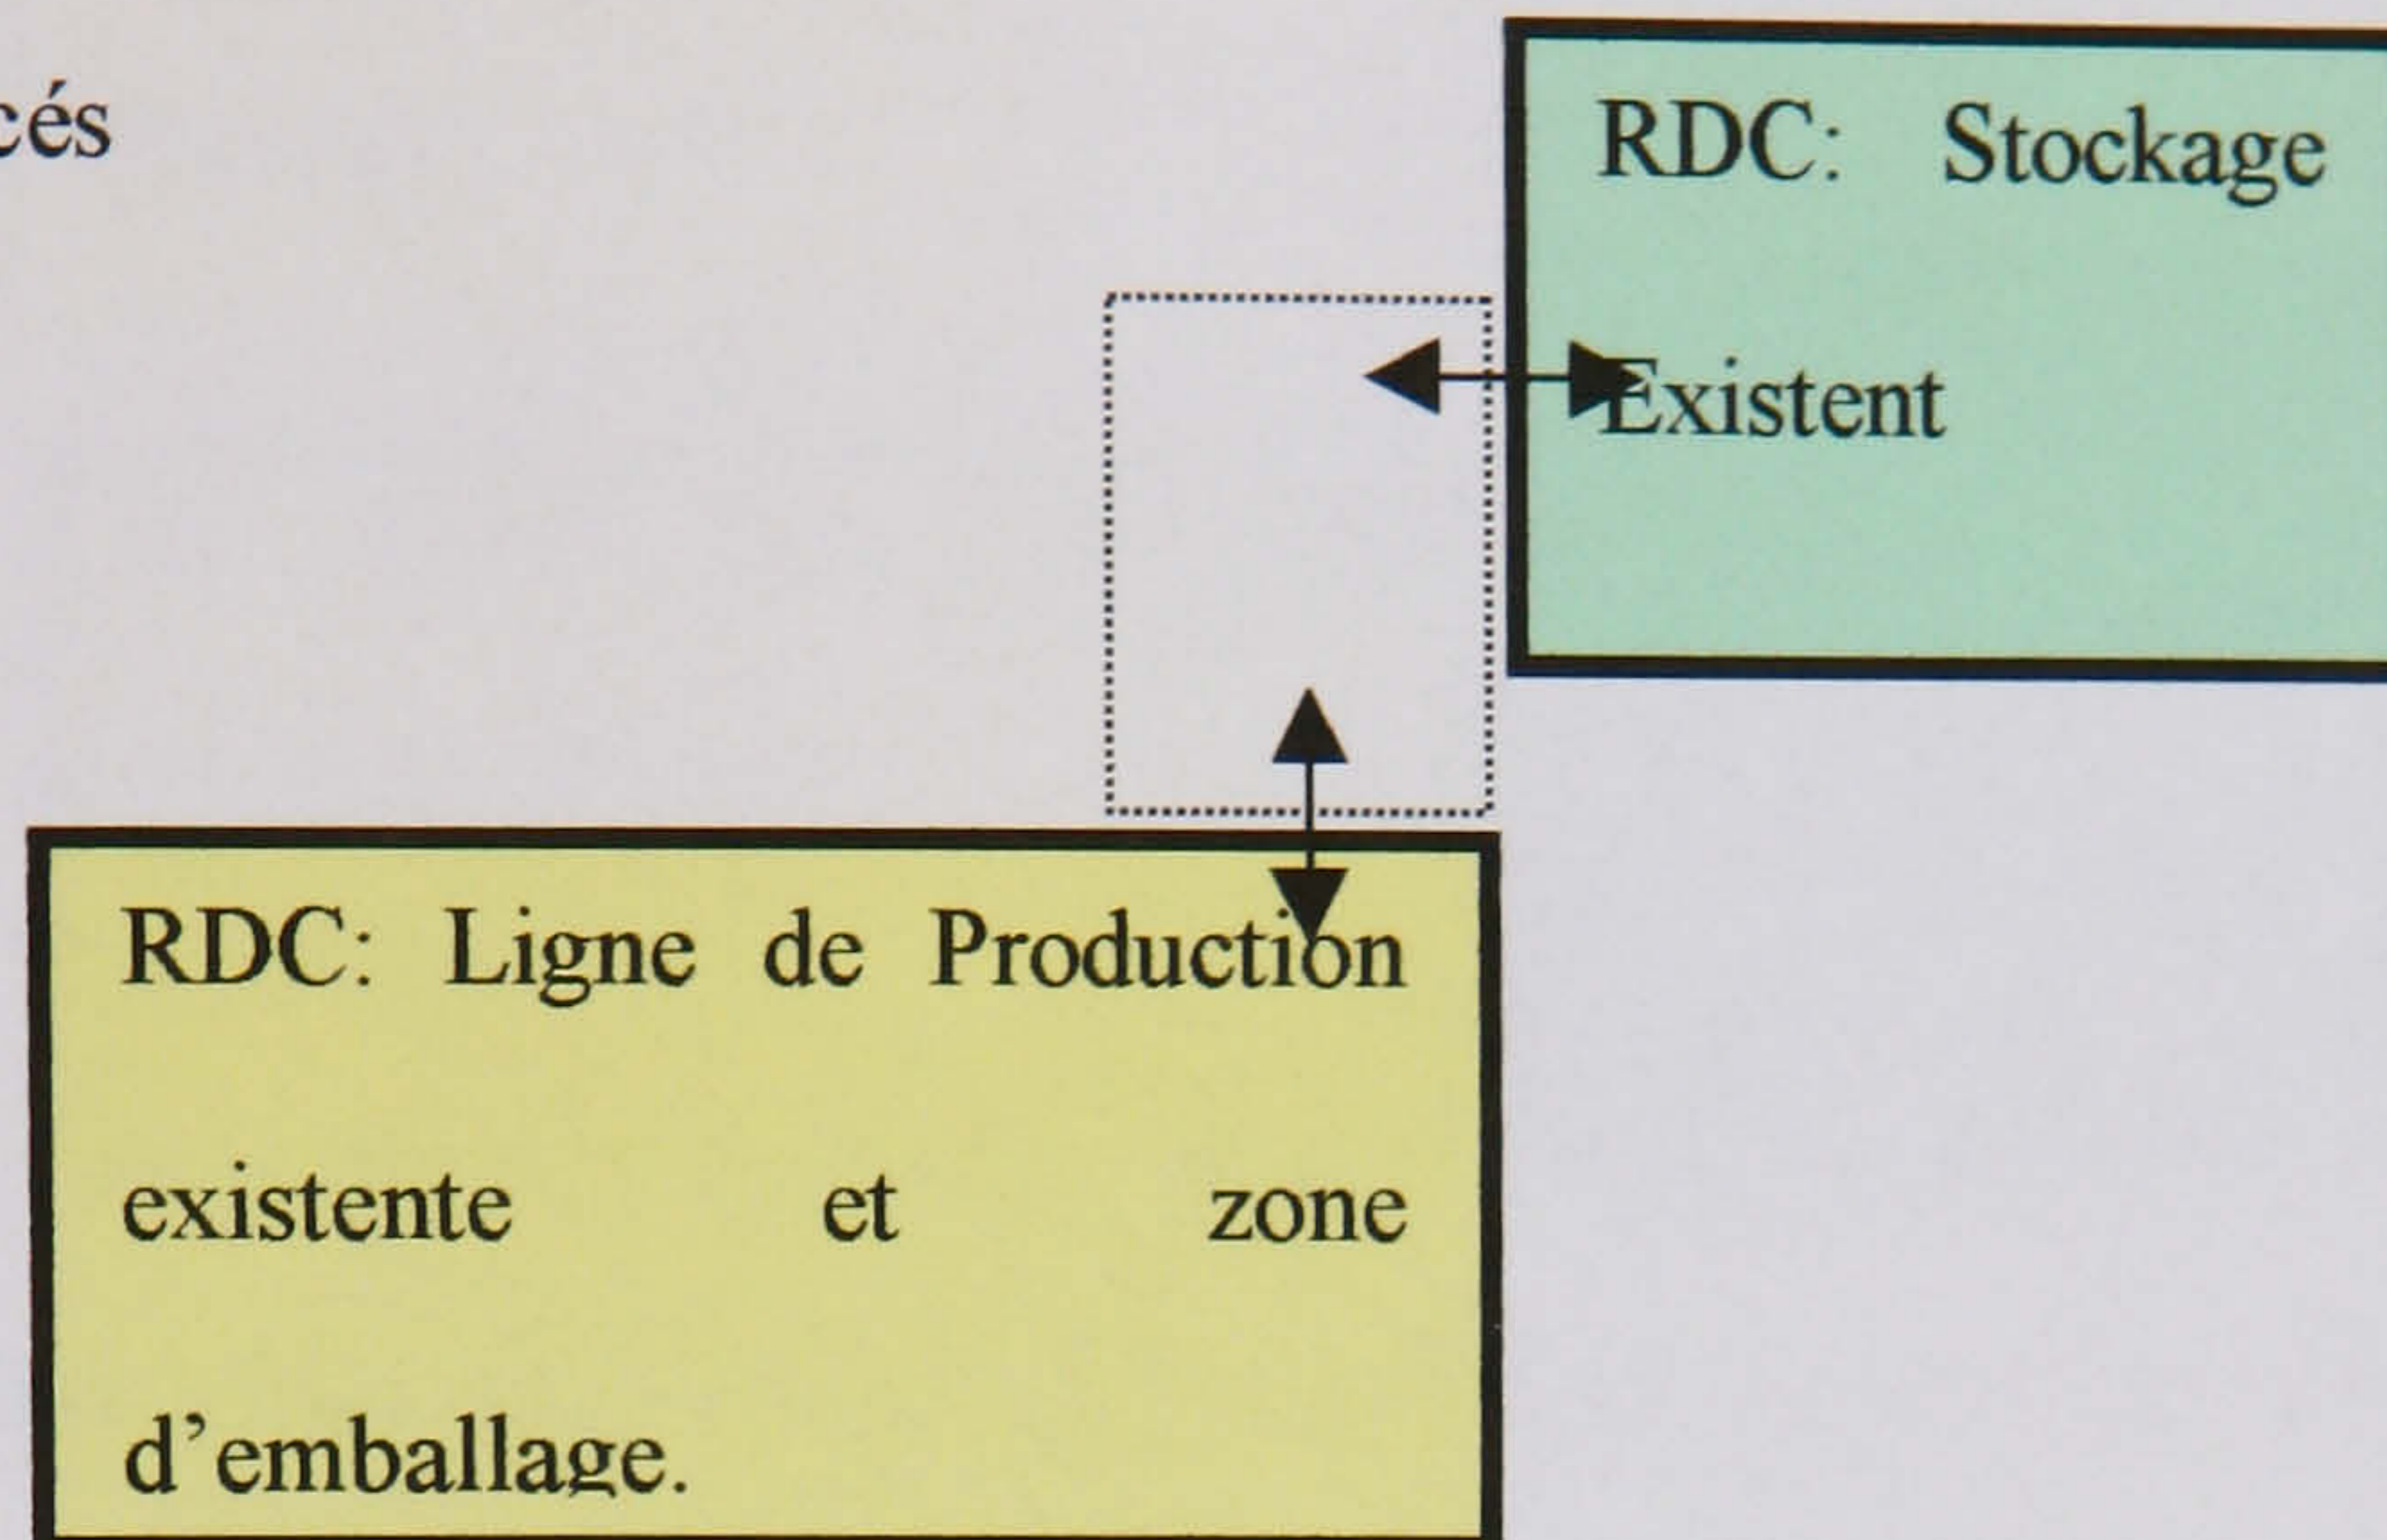 cés
RDC: Stockage
Existent
RDC: Ligne de Production
existente et zone
d’emballage.